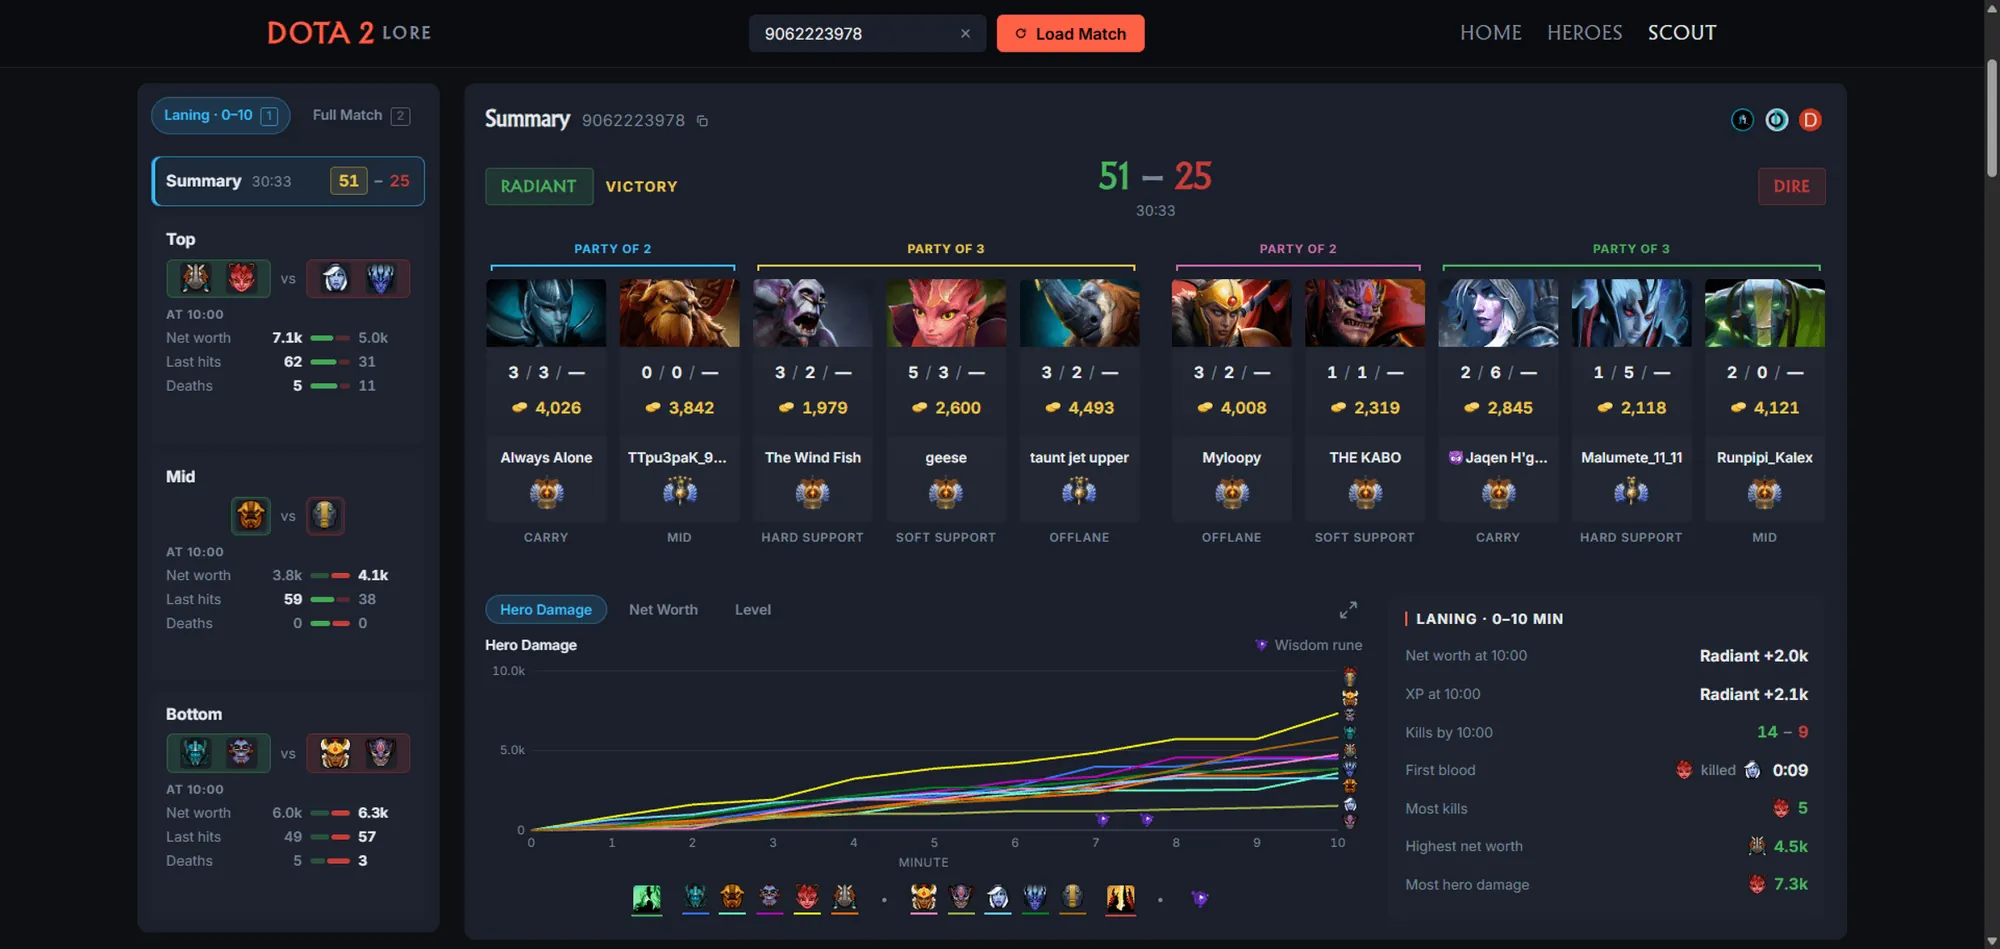 DOTA 2 LORE
9062223978 ×
Load Match
HOME HEROES SCOUT
Laning · 0–10 1
Full Match 2
Summary 30:33 51 – 25
Top
vs
AT 10:00
Net worth 7.1k 5.0k
Last hits 62 31
Deaths 5 11
Mid
vs
AT 10:00
Net worth 3.8k 4.1k
Last hits 59 38
Deaths 0 0
Bottom
vs
AT 10:00
Net worth 6.0k 6.3k
Last hits 49 57
Deaths 5 3
Summary 9062223978
D
RADIANT VICTORY
51 – 25
30:33
DIRE
PARTY OF 2 PARTY OF 3 PARTY OF 2 PARTY OF 3
3 / 3 / — 0 / 0 / — 3 / 2 / — 5 / 3 / — 3 / 2 / — 3 / 2 / — 1 / 1 / — 2 / 6 / — 1 / 5 / — 2 / 0 / —
4,026 3,842 1,979 2,600 4,493 4,008 2,319 2,845 2,118 4,121
Always Alone TTpu3paK_9... The Wind Fish geese taunt jet upper Myloopy THE KABO 😈Jaqen H'g... Malumete_11_11 Runpipi_Kalex
CARRY MID HARD SUPPORT SOFT SUPPORT OFFLANE OFFLANE SOFT SUPPORT CARRY HARD SUPPORT MID
Hero Damage Net Worth Level
Hero Damage
Wisdom rune
10.0k
5.0k
0
0 1 2 3 4 5 6 7 8 9 10
MINUTE
LANING · 0–10 MIN
Net worth at 10:00 Radiant +2.0k
XP at 10:00 Radiant +2.1k
Kills by 10:00 14 – 9
First blood killed 0:09
Most kills 5
Highest net worth 4.5k
Most hero damage 7.3k